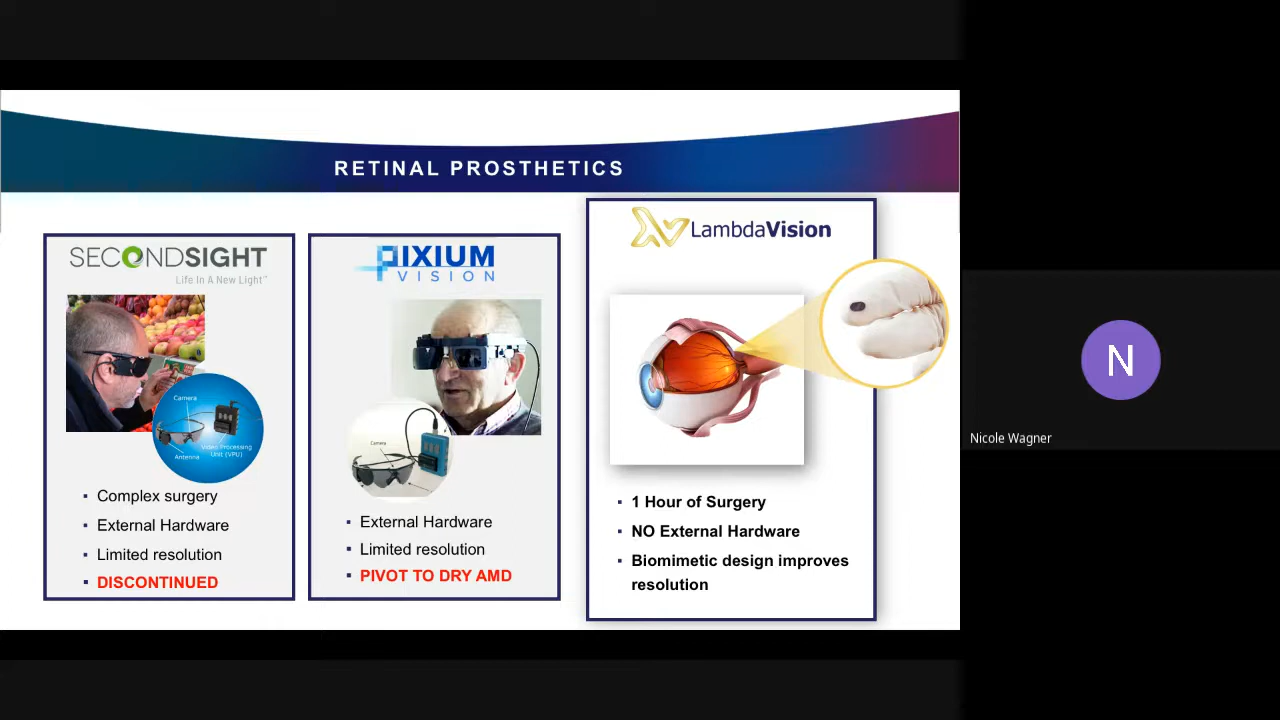 RETINAL PROSTHETICS
SECONDSIGHT
Life In A New Light™
Camera
Video Processing
Unit (VPU)
Antenna
Complex surgery
External Hardware
Limited resolution
DISCONTINUED
PIXIUM
VISION
Camera
External Hardware
Limited resolution
PIVOT TO DRY AMD
LambdaVision
1 Hour of Surgery
NO External Hardware
Biomimetic design improves
resolution
N
Nicole Wagner